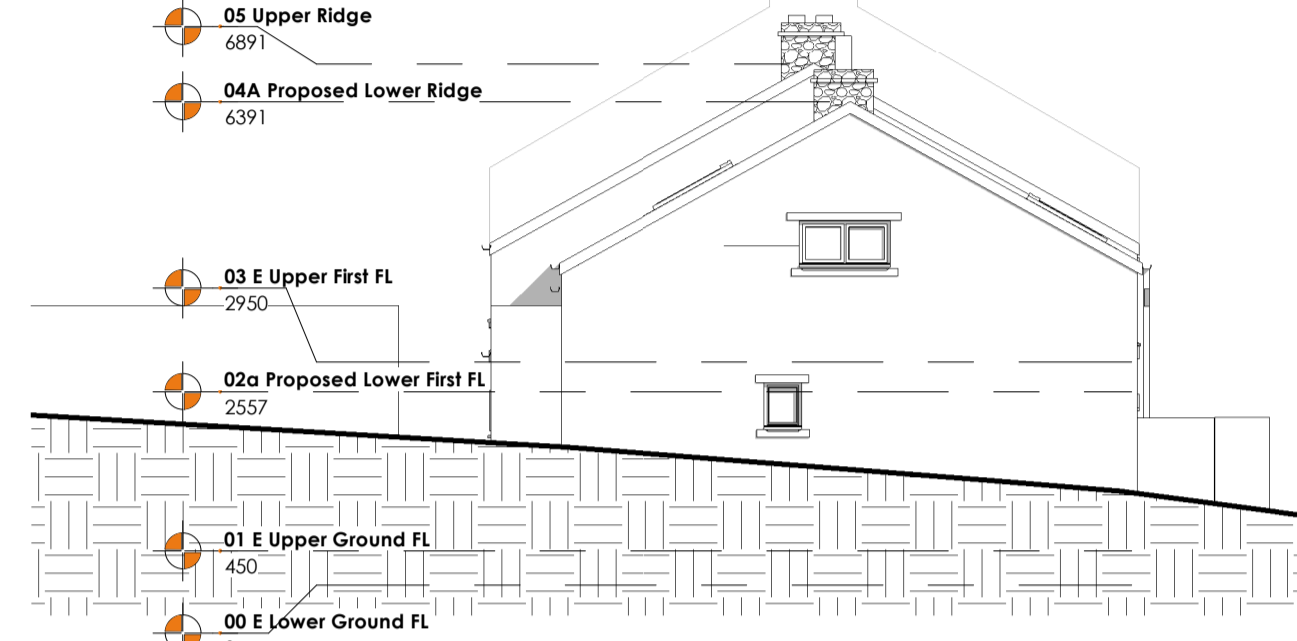 05 Upper Ridge
6891
04A Proposed Lower Ridge
6391
03 E Upper First FL
2950
02a Proposed Lower First FL
2557
01 E Upper Ground FL
450
00 E Lower Ground FL